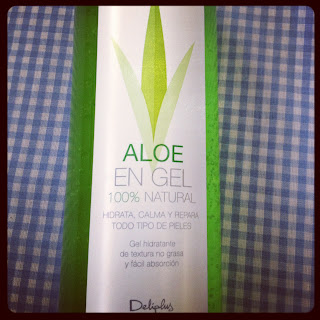 ALOE
EN GEL
100% NATURAL
HIDRATA, CALMA Y REPARA
TODO TIPO DE PIELES
Gel hidratante
de textura no grasa
y fácil absorción
Deliplus